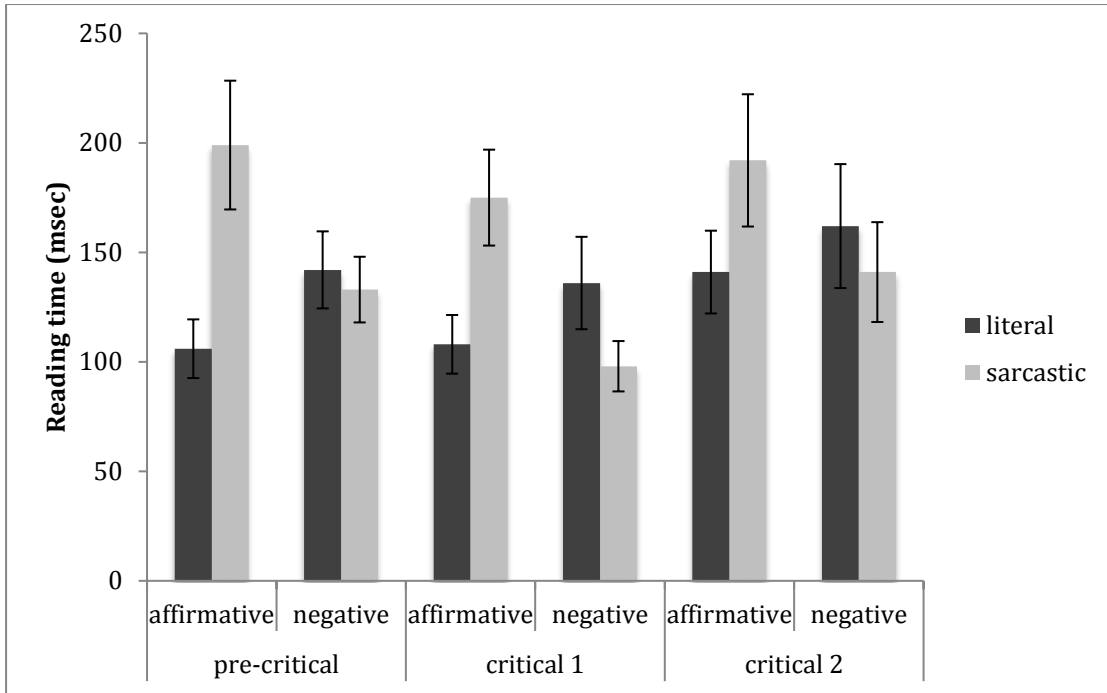 250
200
150
100
50
0
Reading time (msec)
affirmative negative affirmative negative affirmative negative
pre-critical critical 1 critical 2
literal
sarcastic